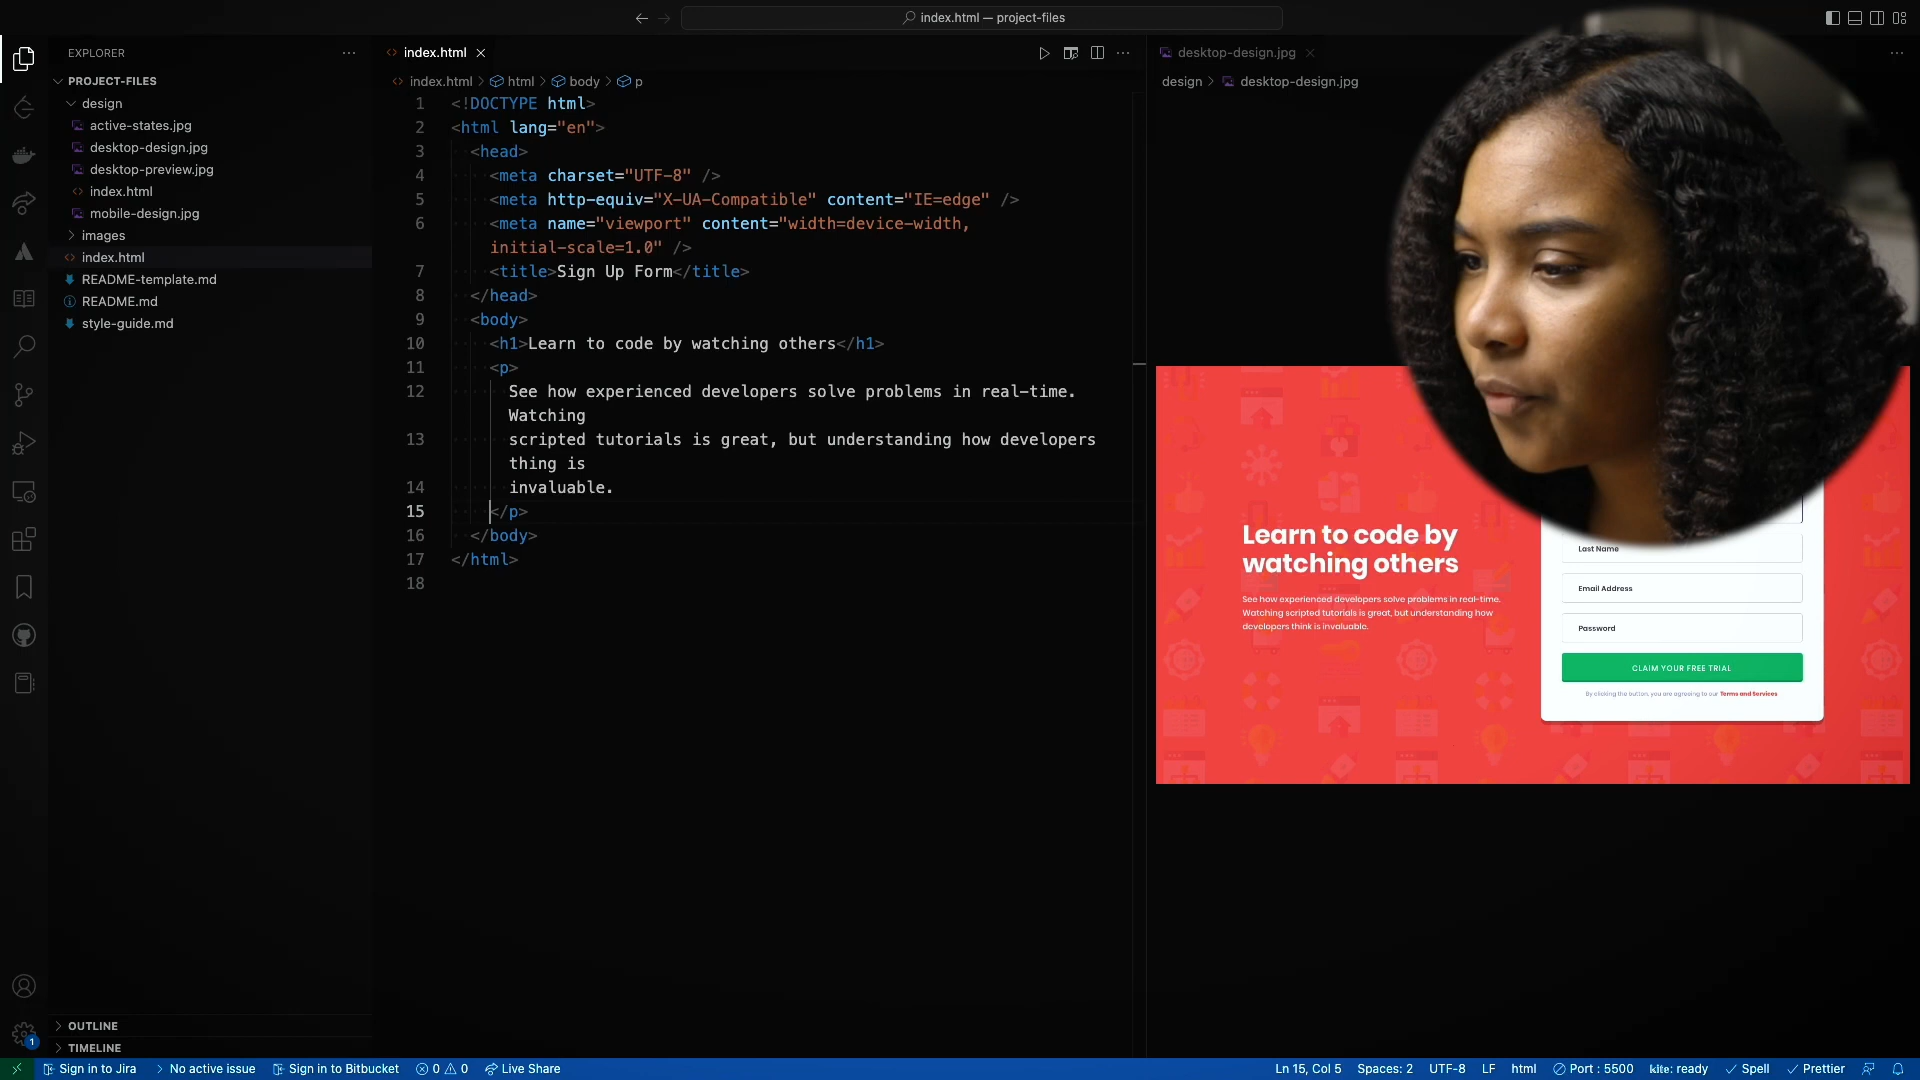 index.html — project-files
EXPLORER
PROJECT-FILES
design
active-states.jpg
desktop-design.jpg
desktop-preview.jpg
index.html
mobile-design.jpg
images
index.html
README-template.md
README.md
style-guide.md
OUTLINE
TIMELINE
index.html
index.html > html > body > p
1 <!DOCTYPE html>
2 <html lang="en">
3 <head>
4 <meta charset="UTF-8" />
5 <meta http-equiv="X-UA-Compatible" content="IE=edge" />
6 <meta name="viewport" content="width=device-width,
initial-scale=1.0" />
7 <title>Sign Up Form</title>
8 </head>
9 <body>
10 <h1>Learn to code by watching others</h1>
11 <p>
12 See how experienced developers solve problems in real-time.
Watching
13 scripted tutorials is great, but understanding how developers
thing is
14 invaluable.
15 </p>
16 </body>
17 </html>
18
desktop-design.jpg
design > desktop-design.jpg
Learn to code by
watching others
See how experienced developers solve problems in real-time.
Watching scripted tutorials is great, but understanding how
developers think is invaluable.
Last Name
Email Address
Password
CLAIM YOUR FREE TRIAL
By clicking the button, you are agreeing to our Terms and Services
1
Sign in to Jira
No active issue
Sign in to Bitbucket
0 0
Live Share
Ln 15, Col 5
Spaces: 2
UTF-8
LF
html
Port : 5500
kite: ready
Spell
Prettier